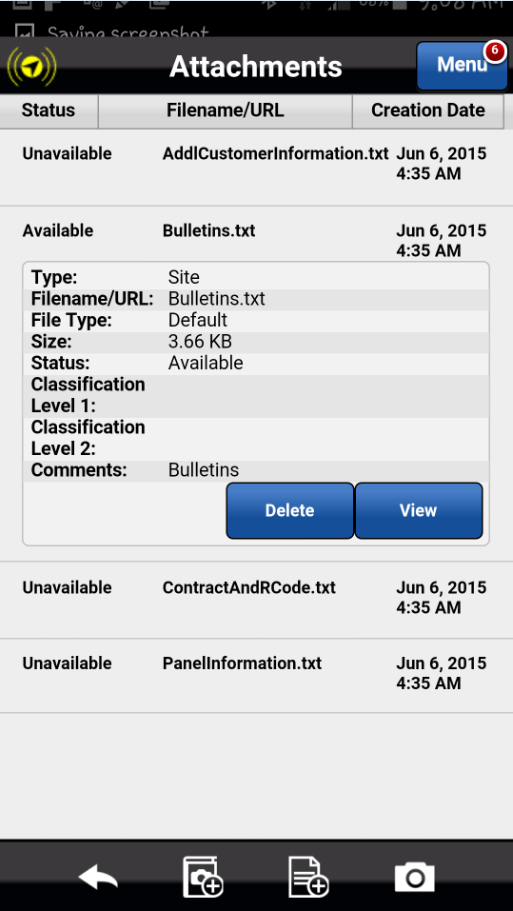 Saving screenshot
Attachments
Menu
6
Status Filename/URL Creation Date
Unavailable AddlCustomerInformation.txt Jun 6, 2015
4:35 AM
Available Bulletins.txt Jun 6, 2015
4:35 AM
Type: Site
Filename/URL: Bulletins.txt
File Type: Default
Size: 3.66 KB
Status: Available
Classification
Level 1:
Classification
Level 2:
Comments: Bulletins
Delete View
Unavailable ContractAndRCode.txt Jun 6, 2015
4:35 AM
Unavailable PanelInformation.txt Jun 6, 2015
4:35 AM